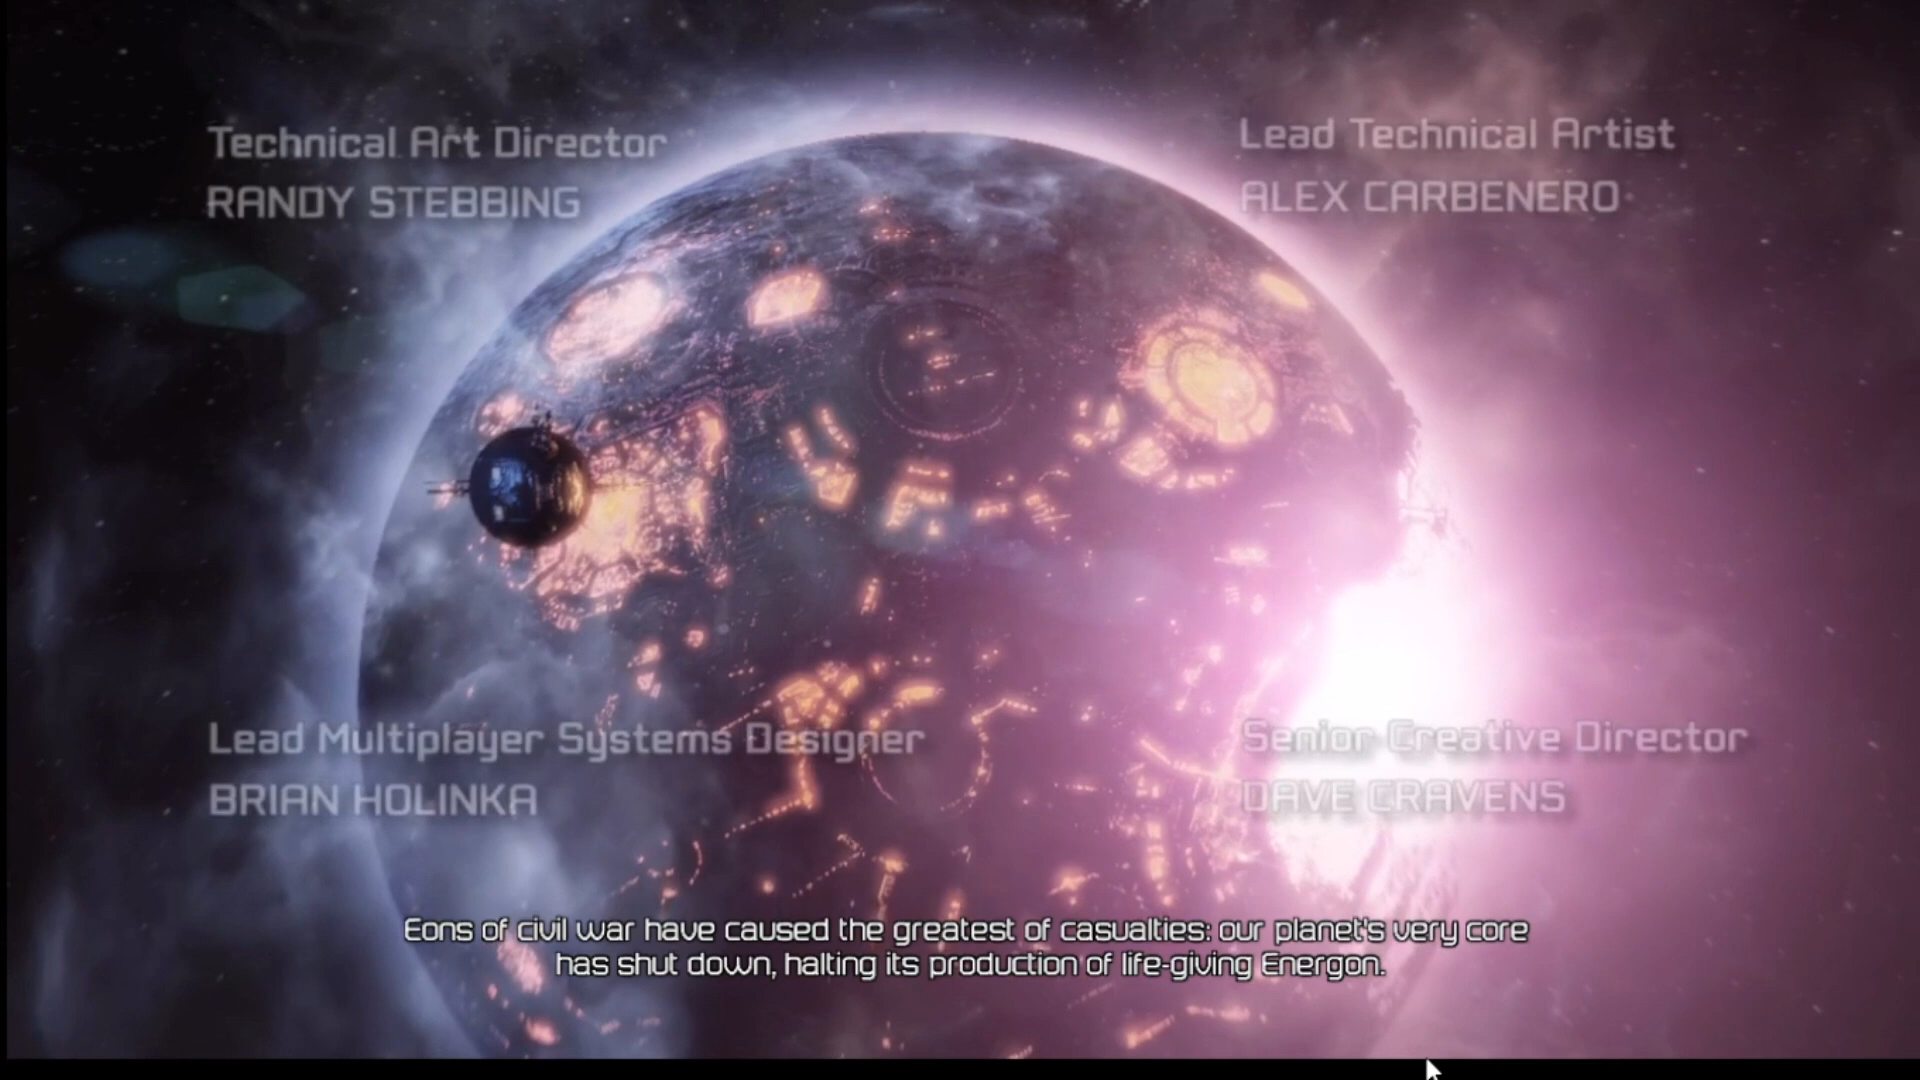 Technical Art Director
RANDY STEBBING
Lead Technical Artist
ALEX CARBENERO
Lead Multiplayer Systems Designer
BRIAN HOLINKA
Senior Creative Director
DAVE CRAVENS
Eons of civil war have caused the greatest of casualties: our planet's very core
has shut down, halting its production of life-giving Energon.